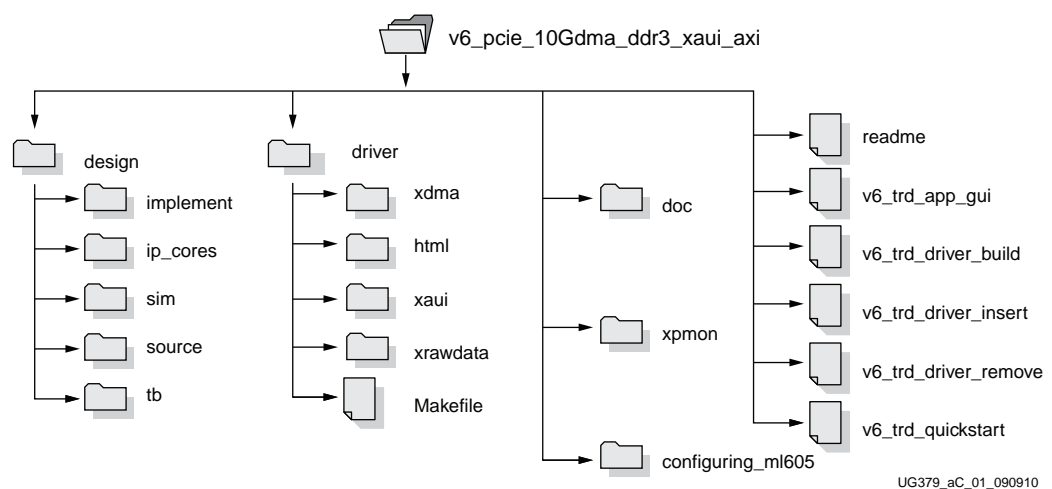 v6_pcie_10Gdma_ddr3_xaui_axi
design
implement
ip_cores
sim
source
tb
driver
xdma
html
xaui
xrawdata
Makefile
doc
xpmon
configuring_ml605
readme
v6_trd_app_gui
v6_trd_driver_build
v6_trd_driver_insert
v6_trd_driver_remove
v6_trd_quickstart
UG379_aC_01_090910